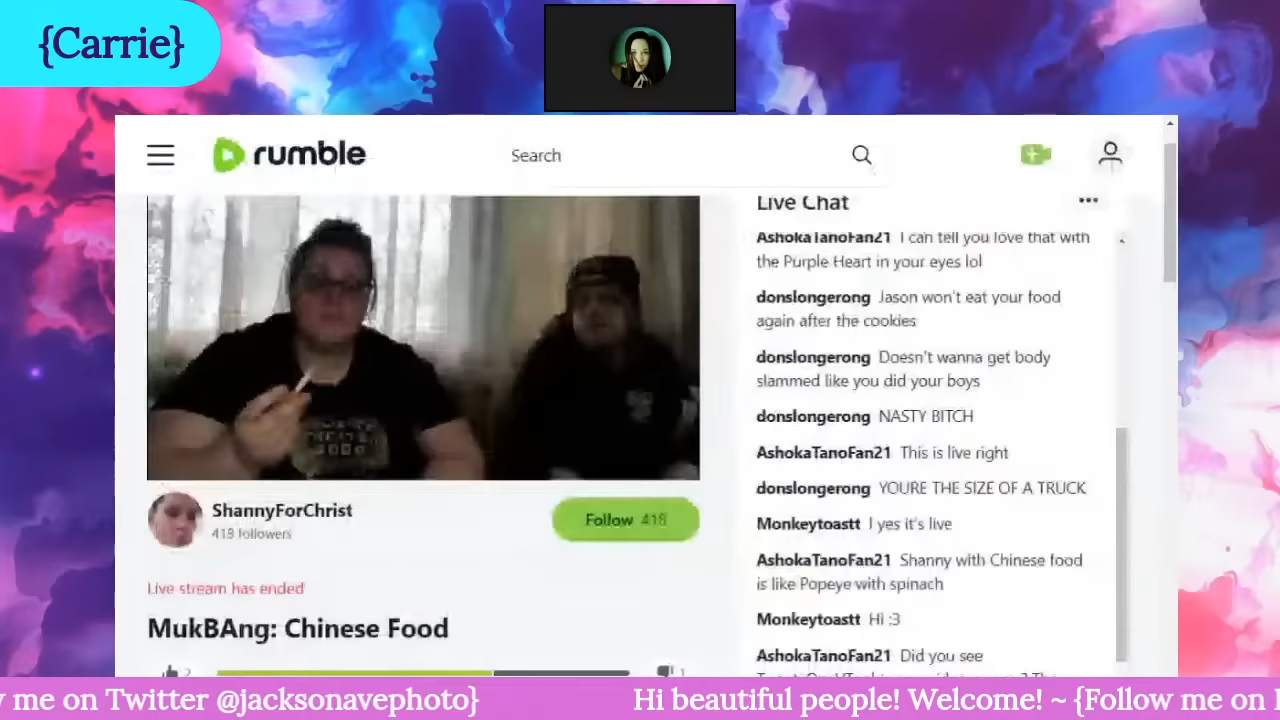 {Carrie}
rumble
Search
Live Chat
AshokaTanoFan21 I can tell you love that with
the Purple Heart in your eyes lol
donslongerong Jason won't eat your food
again after the cookies
donslongerong Doesn't wanna get body
slammed like you did your boys
donslongerong NASTY BITCH
AshokaTanoFan21 This is live right
donslongerong YOURE THE SIZE OF A TRUCK
Monkeytoastt I yes it's live
AshokaTanoFan21 Shanny with Chinese food
is like Popeye with spinach
Monkeytoastt Hi :3
AshokaTanoFan21 Did you see
ShannyForChrist
418 followers
Follow 418
Live stream has ended
MukBAng: Chinese Food
2
1
me on Twitter @jacksonavephoto}
Hi beautiful people! Welcome! ~ {Follow me on